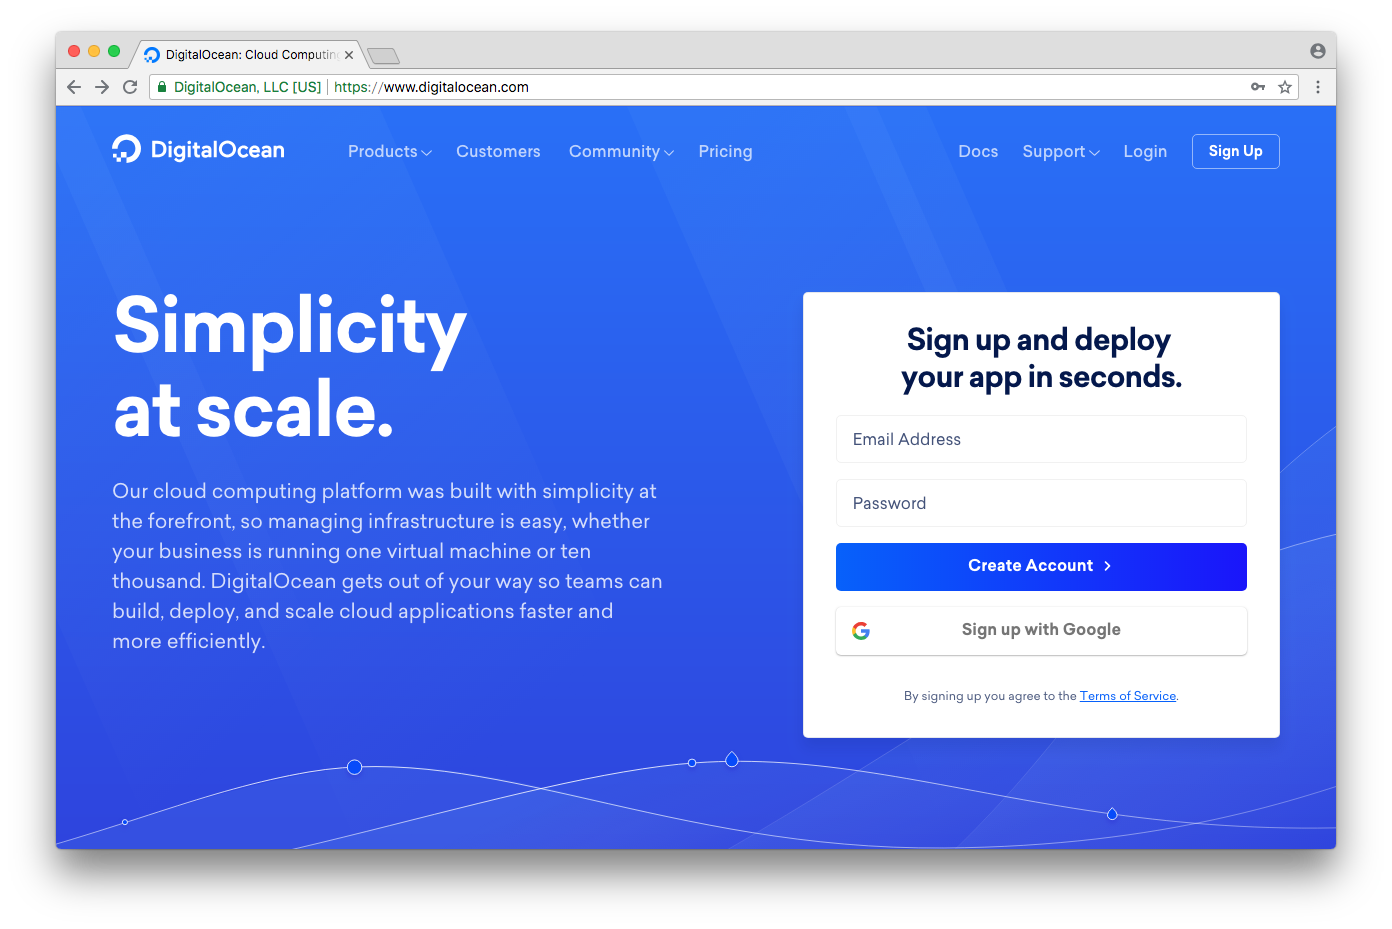 DigitalOcean: Cloud Computing
DigitalOcean, LLC [US] https://www.digitalocean.com
DigitalOcean Products Customers Community Pricing Docs Support Login Sign Up
Simplicity
at scale.
Our cloud computing platform was built with simplicity at
the forefront, so managing infrastructure is easy, whether
your business is running one virtual machine or ten
thousand. DigitalOcean gets out of your way so teams can
build, deploy, and scale cloud applications faster and
more efficiently.
Sign up and deploy
your app in seconds.
Email Address
Password
Create Account
Sign up with Google
By signing up you agree to the Terms of Service.